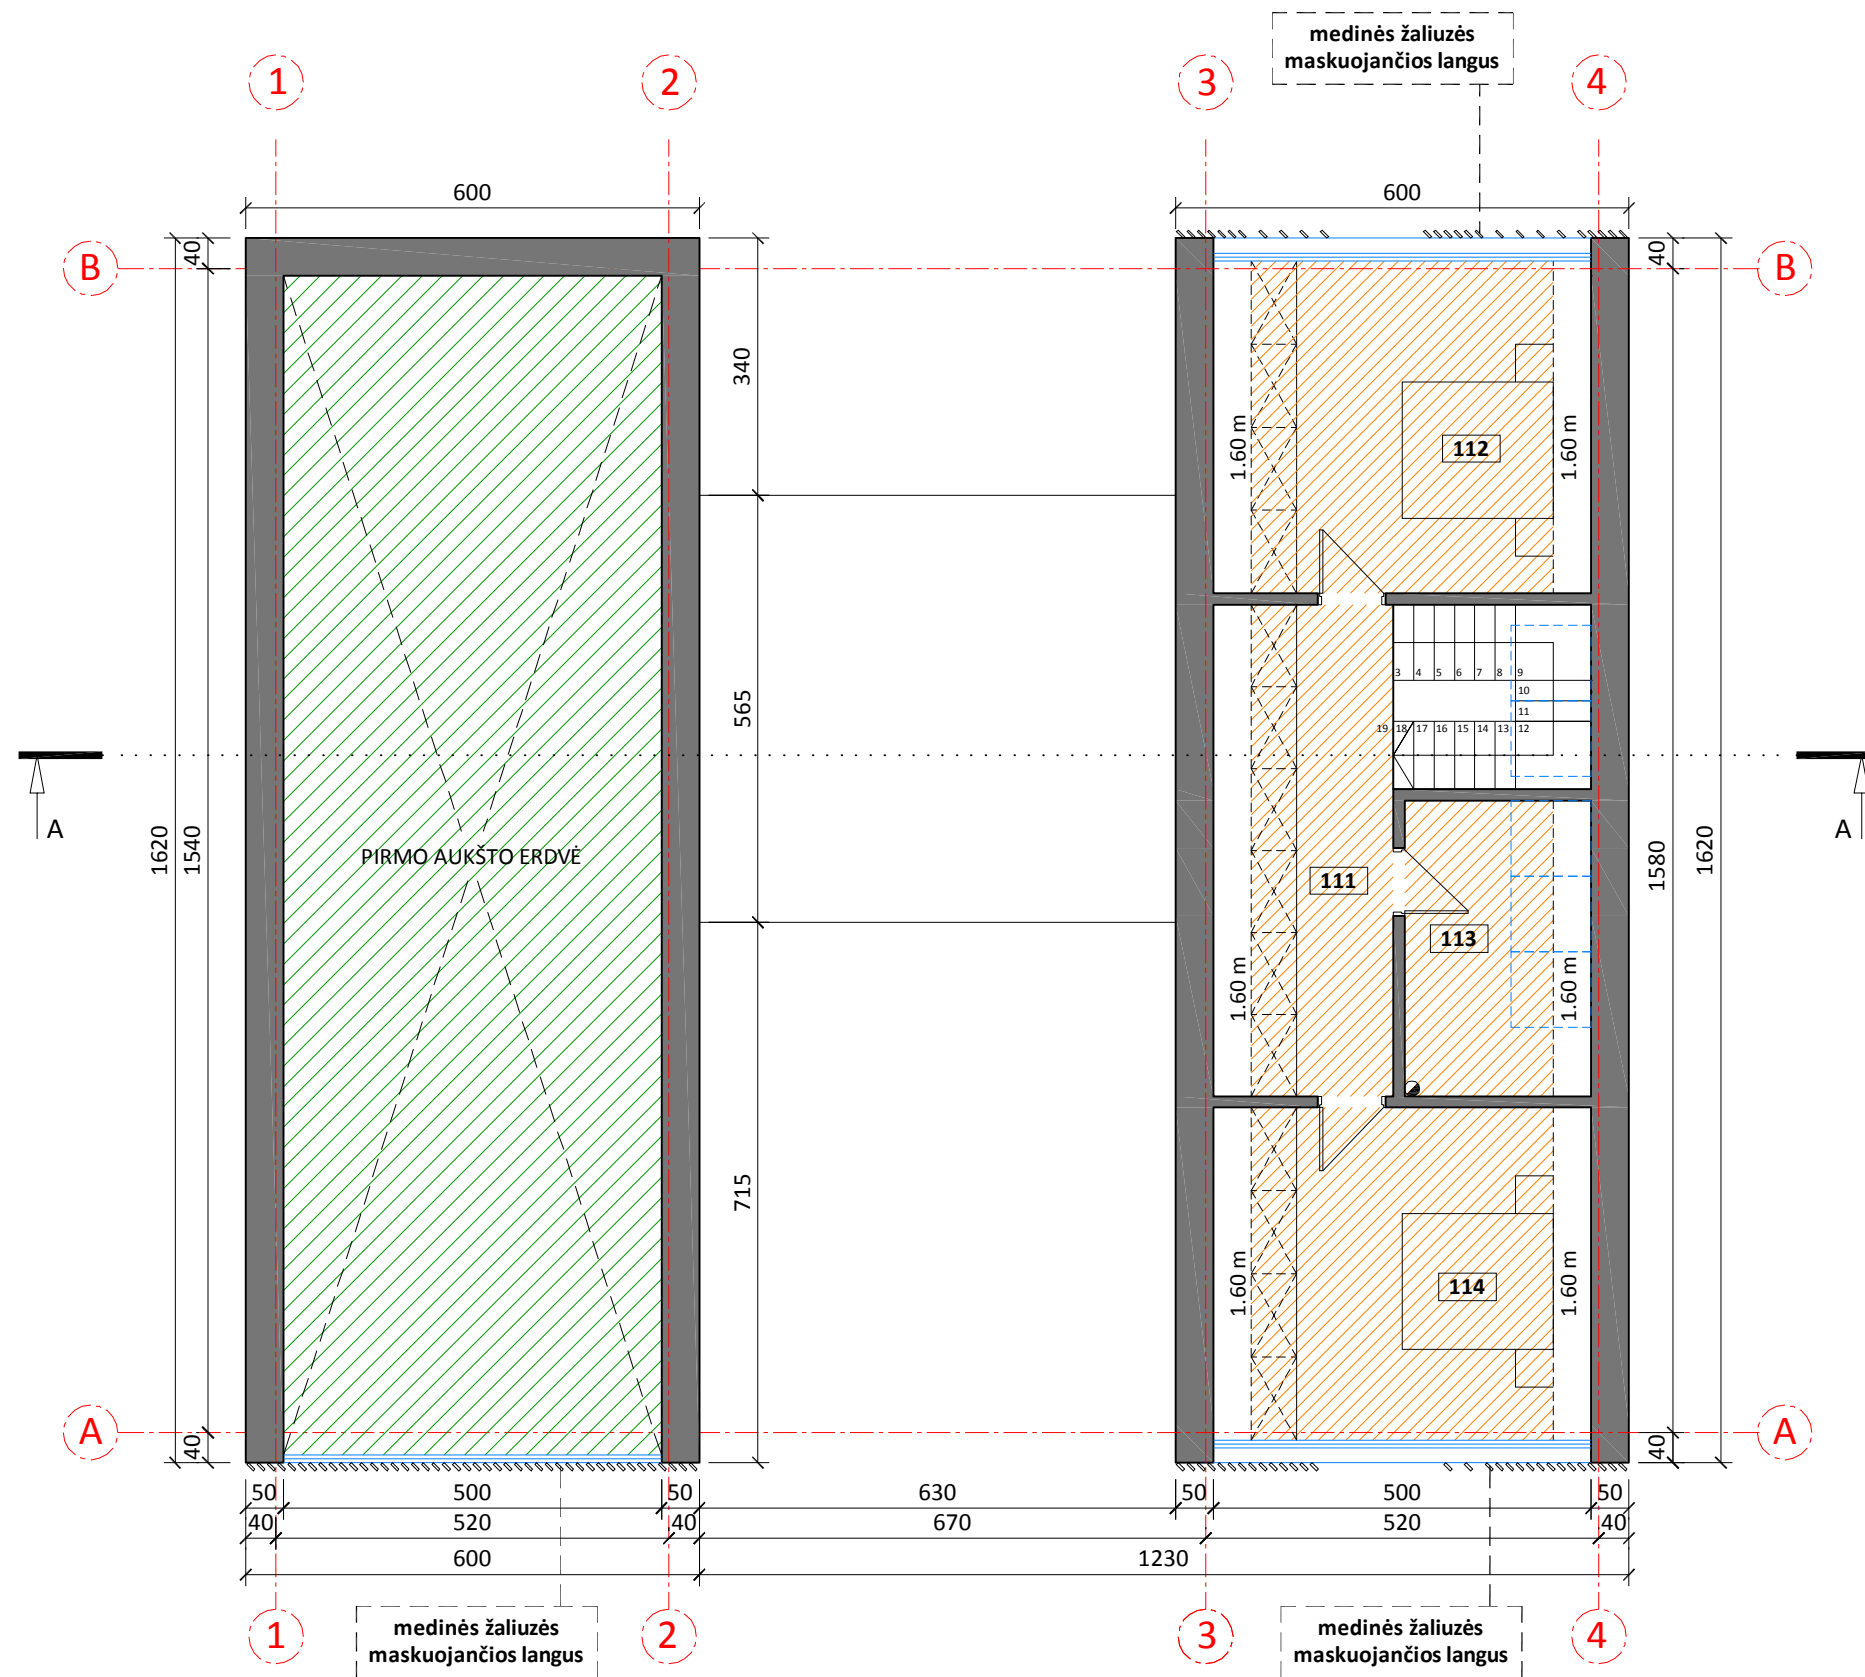 medinės žaliuzės
maskuojančios langus
1
2
3
4
600
600
B
40
40
B
340
1.60 m
112
1.60 m
3 4 5 6 7 8 9
10
11
19 18 17 16 15 14 13 12
565
A
A
1620
1540
PIRMO AUKŠTO ERDVĖ
111
1580
1620
113
1.60 m
1.60 m
715
1.60 m
114
1.60 m
A
40
40
A
50 500 50 630 50 500 50
40 520 40 670 520 40
600 1230
1
medinės žaliuzės
maskuojančios langus
2
3
medinės žaliuzės
maskuojančios langus
4